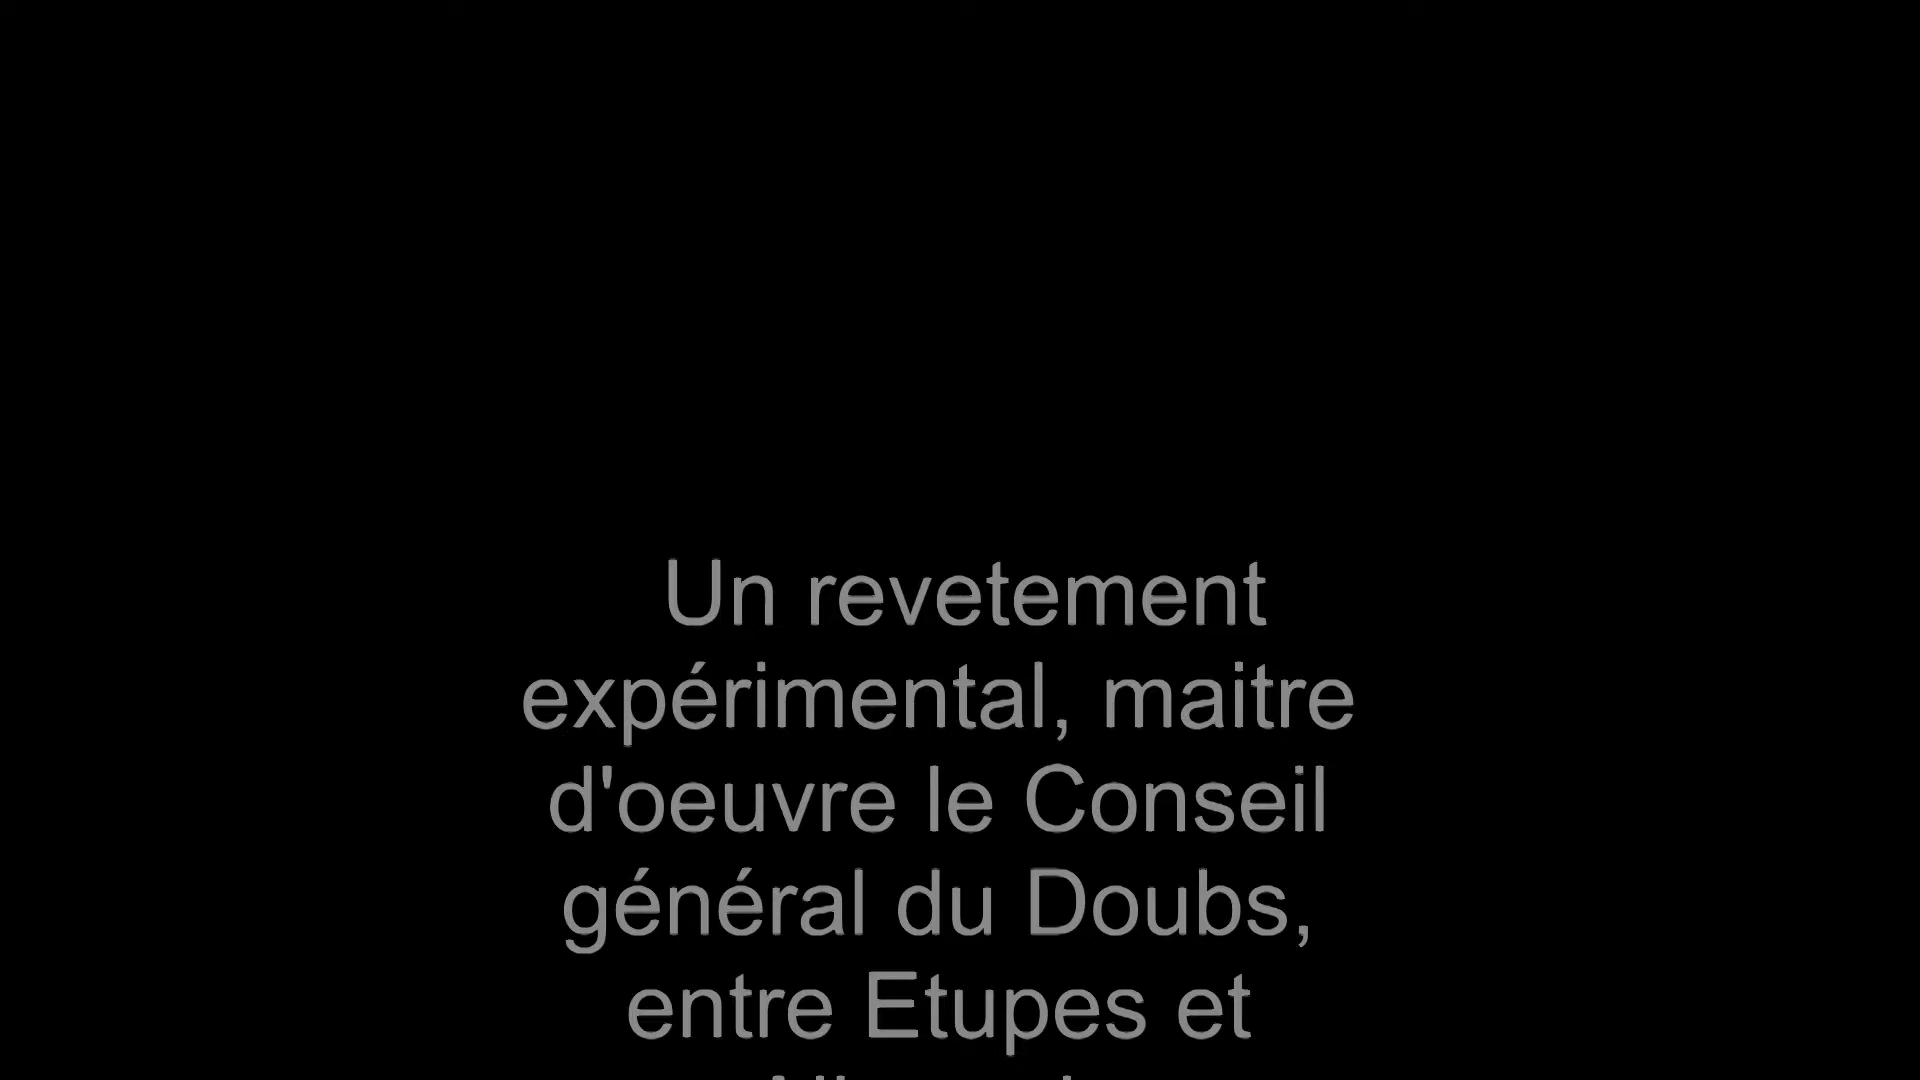 Un revetement
expérimental, maitre
d'oeuvre le Conseil
général du Doubs,
entre Etupes et